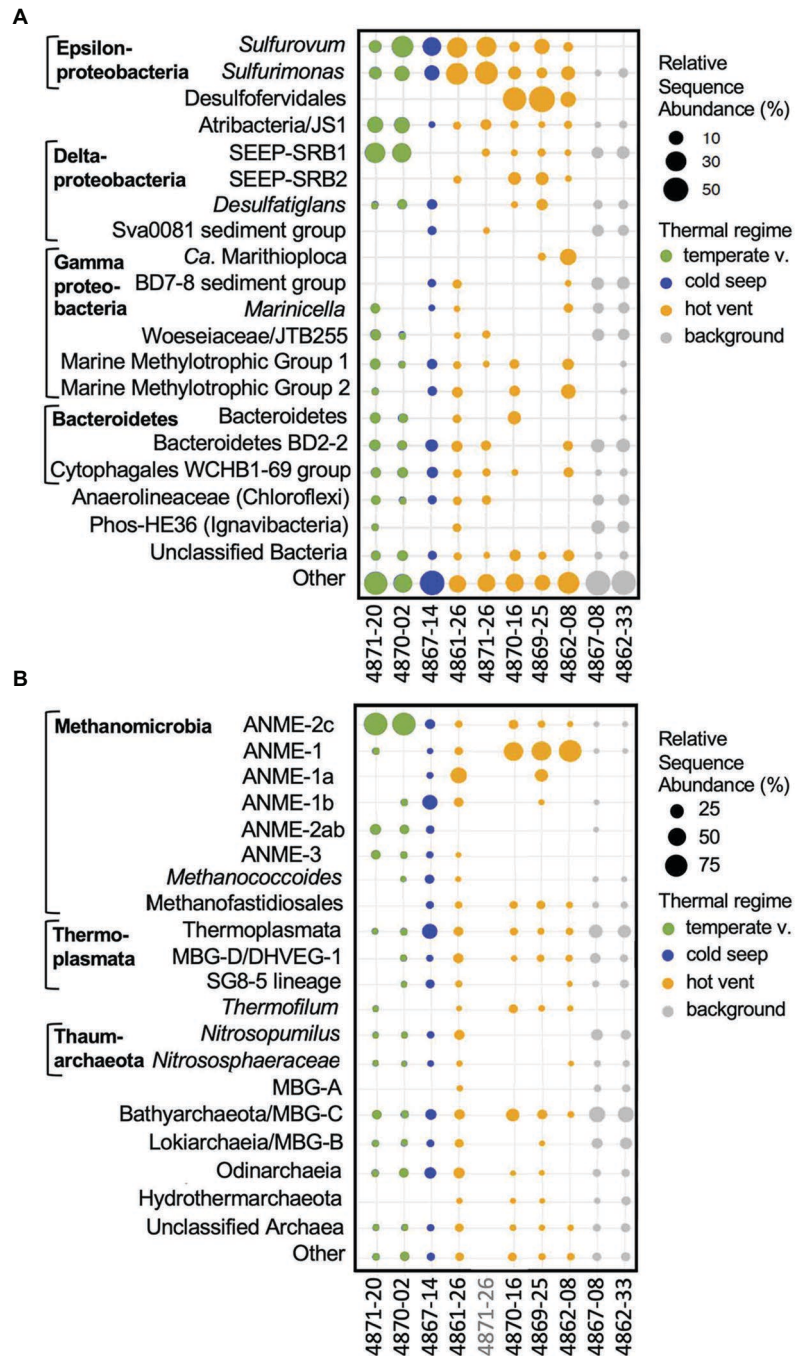 A
Epsilon-
proteobacteria
Sulfurovum
Sulfurimonas
Desulfofervidales
Atribacteria/JS1
Delta-
proteobacteria
SEEP-SRB1
SEEP-SRB2
Desulfatiglans
Sva0081 sediment group
Gamma
proteo-
bacteria
Ca. Marithioploca
BD7-8 sediment group
Marinicella
Woeseiaceae/JTB255
Marine Methylotrophic Group 1
Marine Methylotrophic Group 2
Bacteroidetes
Bacteroidetes
Bacteroidetes BD2-2
Cytophagales WCHB1-69 group
Anaerolineaceae (Chloroflexi)
Phos-HE36 (Ignavibacteria)
Unclassified Bacteria
Other
4871-20
4870-02
4867-14
4861-26
4871-26
4870-16
4869-25
4862-08
4867-08
4862-33
Relative
Sequence
Abundance (%)
10
30
50
Thermal regime
temperate v.
cold seep
hot vent
background
B
Methanomicrobia
ANME-2c
ANME-1
ANME-1a
ANME-1b
ANME-2ab
ANME-3
Methanococcoides
Methanofastidiosales
Thermo-
plasmata
Thermoplasmata
MBG-D/DHVEG-1
SG8-5 lineage
Thermofilum
Thaum-
archaeota
Nitrosopumilus
Nitrososphaeraceae
MBG-A
Bathyarchaeota/MBG-C
Lokiarchaeia/MBG-B
Odinarchaeia
Hydrothermarchaeota
Unclassified Archaea
Other
4871-20
4870-02
4867-14
4861-26
4871-26
4870-16
4869-25
4862-08
4867-08
4862-33
Relative
Sequence
Abundance (%)
25
50
75
Thermal regime
temperate v.
cold seep
hot vent
background